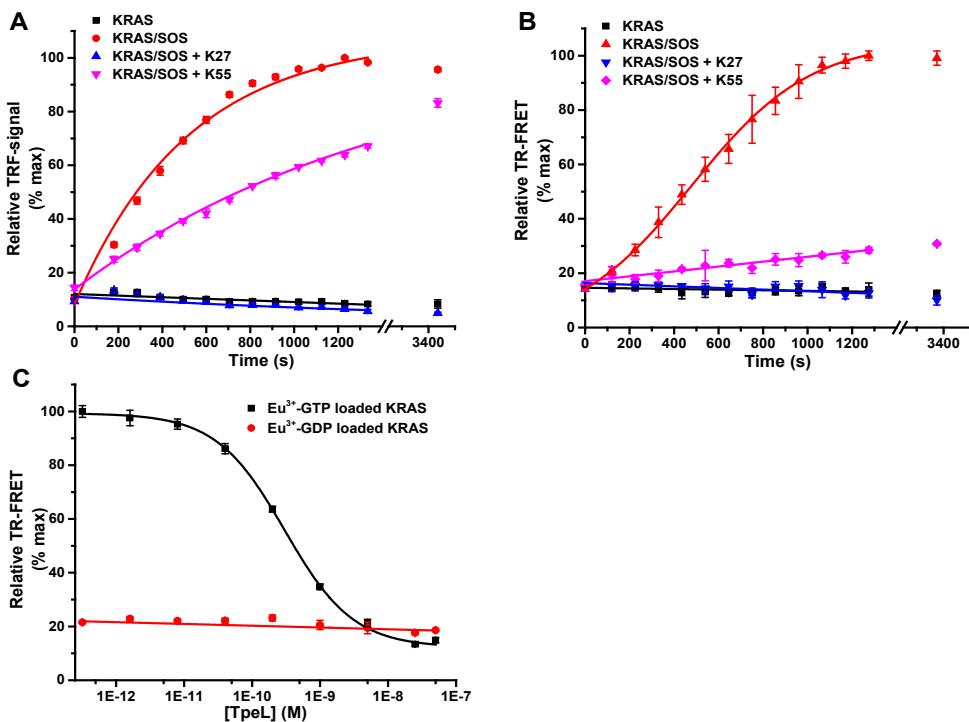 A
KRAS
KRAS/SOS
KRAS/SOS + K27
KRAS/SOS + K55
Relative TRF-signal
(% max)
100
80
60
40
20
0
0 200 400 600 800 1000 1200 3400
Time (s)
B
KRAS
KRAS/SOS
KRAS/SOS + K27
KRAS/SOS + K55
Relative TR-FRET
(% max)
100
80
60
40
20
0
0 200 400 600 800 1000 1200 3400
Time (s)
C
Eu³⁺-GTP loaded KRAS
Eu³⁺-GDP loaded KRAS
Relative TR-FRET
(% max)
100
80
60
40
20
0
1E-12 1E-11 1E-10 1E-9 1E-8 1E-7
[TpeL] (M)